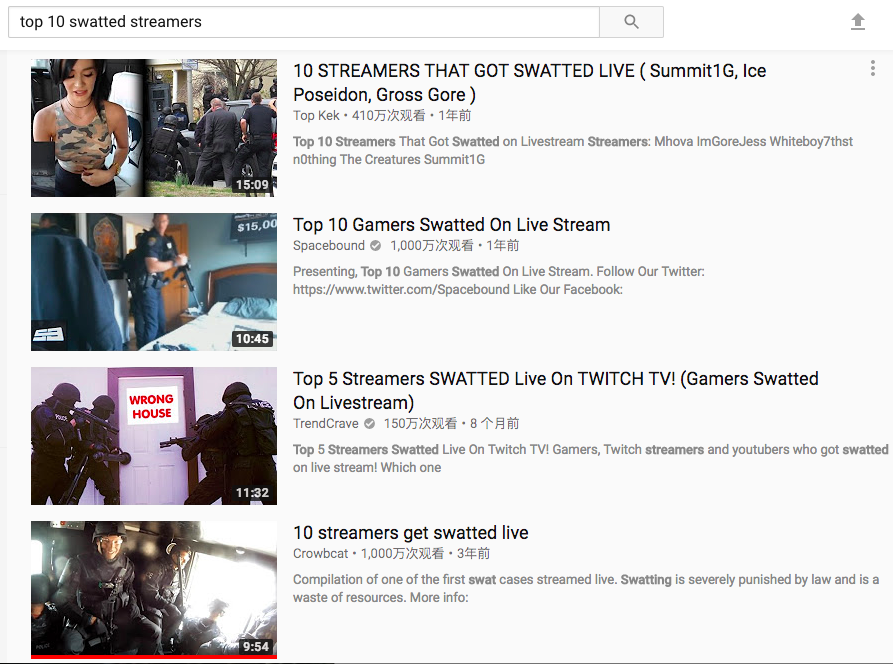 top 10 swatted streamers
10 STREAMERS THAT GOT SWATTED LIVE ( Summit1G, Ice
Poseidon, Gross Gore )
Top Kek • 410万次观看 • 1年前
Top 10 Streamers That Got Swatted on Livestream Streamers: Mhova ImGoreJess Whiteboy7thst
n0thing The Creatures Summit1G
15:09
Top 10 Gamers Swatted On Live Stream
Spacebound 1,000万次观看 • 1年前
Presenting, Top 10 Gamers Swatted On Live Stream. Follow Our Twitter:
https://www.twitter.com/Spacebound Like Our Facebook:
$15,00
10:45
Top 5 Streamers SWATTED Live On TWITCH TV! (Gamers Swatted
On Livestream)
TrendCrave 150万次观看 • 8 个月前
Top 5 Streamers Swatted Live On Twitch TV! Gamers, Twitch streamers and youtubers who got swatted
on live stream! Which one
WRONG
HOUSE
POLICE
11:32
10 streamers get swatted live
Crowbcat • 1,000万次观看 • 3年前
Compilation of one of the first swat cases streamed live. Swatting is severely punished by law and is a
waste of resources. More info:
9:54